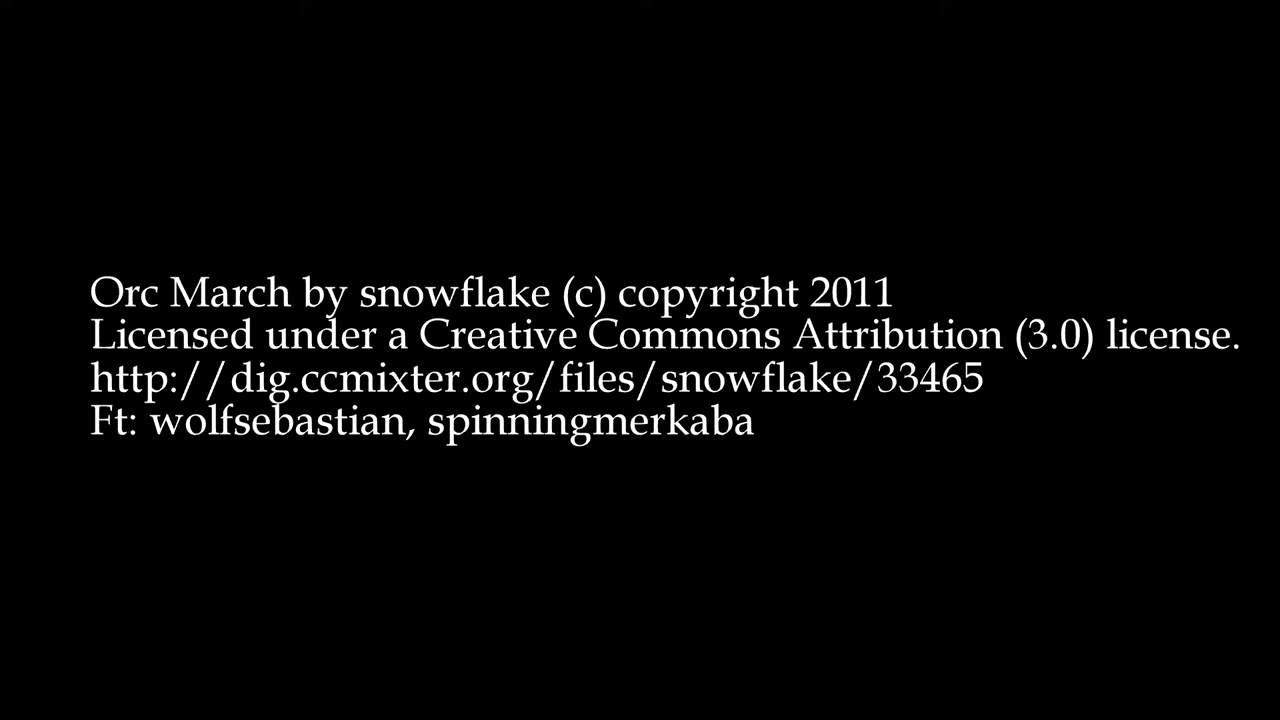 Orc March by snowflake (c) copyright 2011
Licensed under a Creative Commons Attribution (3.0) license.
http://dig.ccmixter.org/files/snowflake/33465
Ft: wolfsebastian, spinningmerkaba